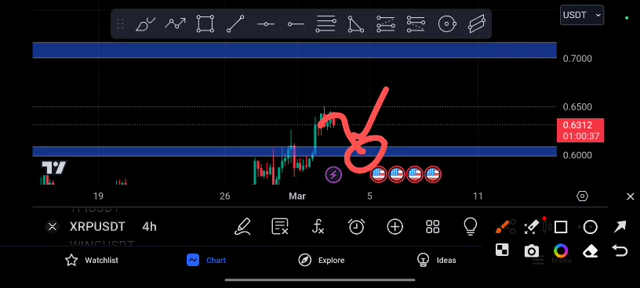 USDT
0.7000
0.6500
0.6312
01:00:37
0.6000
19
26
Mar
5
11
XRPUSDT 4h
Watchlist
Chart
Explore
Ideas